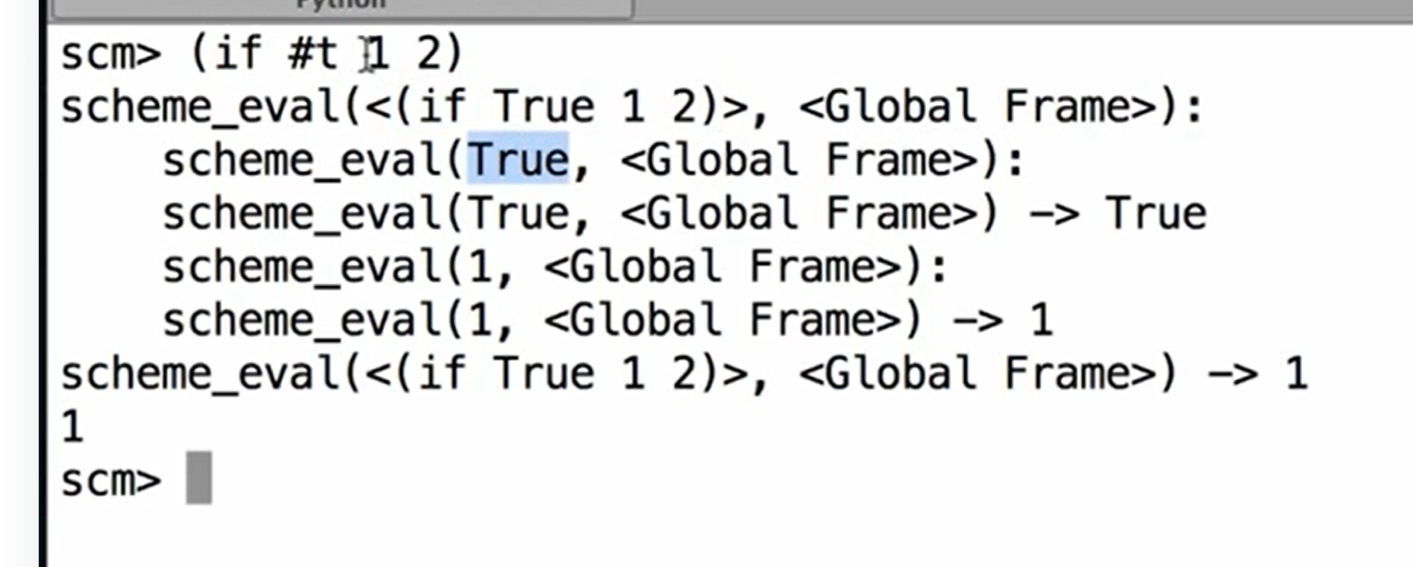 Python
scm> (if #t 1 2)
scheme_eval(<(if True 1 2)>, <Global Frame>):
    scheme_eval(True, <Global Frame>):
    scheme_eval(True, <Global Frame>) -> True
    scheme_eval(1, <Global Frame>):
    scheme_eval(1, <Global Frame>) -> 1
scheme_eval(<(if True 1 2)>, <Global Frame>) -> 1
1
scm>